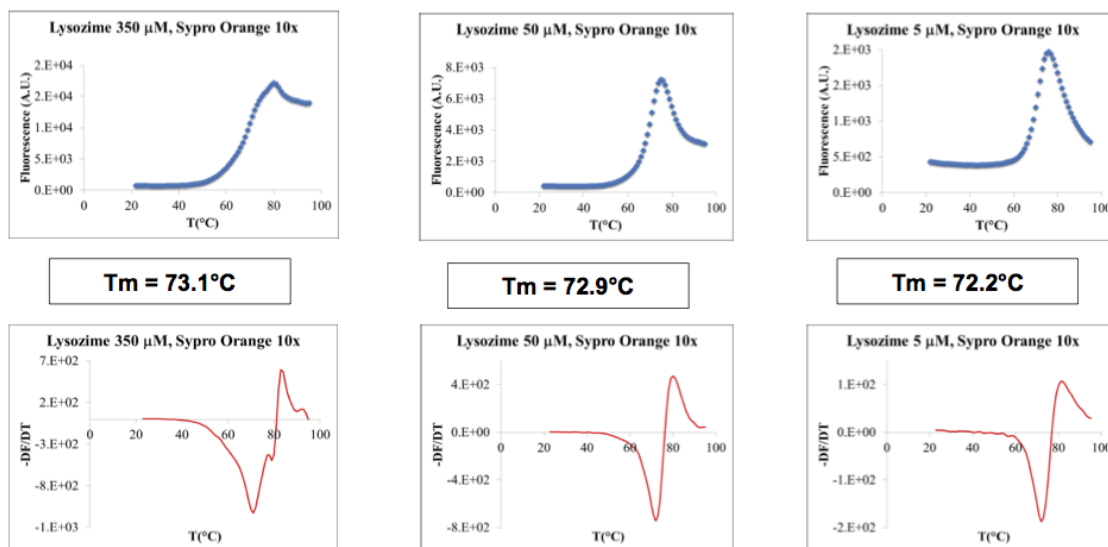 Lysozime 350 μM, Sypro Orange 10x
Fluorescence (A.U.)
2.E+04
2.E+04
1.E+04
5.E+03
0.E+00
0 20 40 60 80 100
T(°C)
Lysozime 50 μM, Sypro Orange 10x
Fluorescence (A.U.)
8.E+03
6.E+03
4.E+03
2.E+03
0.E+00
0 20 40 60 80 100
T(°C)
Lysozime 5 μM, Sypro Orange 10x
Fluorescence (A.U.)
2.E+03
2.E+03
1.E+03
5.E+02
0.E+00
0 20 40 60 80 100
T(°C)
Tm = 73.1°C
Tm = 72.9°C
Tm = 72.2°C
Lysozime 350 μM, Sypro Orange 10x
-DF/DT
7.E+02
2.E+02
-3.E+02
-8.E+02
-1.E+03
0 20 40 60 80 100
T(°C)
Lysozime 50 μM, Sypro Orange 10x
-DF/DT
4.E+02
0.E+00
-4.E+02
-8.E+02
0 20 40 60 80 100
T(°C)
Lysozime 5 μM, Sypro Orange 10x
-DF/DT
1.E+02
0.E+00
-1.E+02
-2.E+02
0 20 40 60 80 100
T(°C)